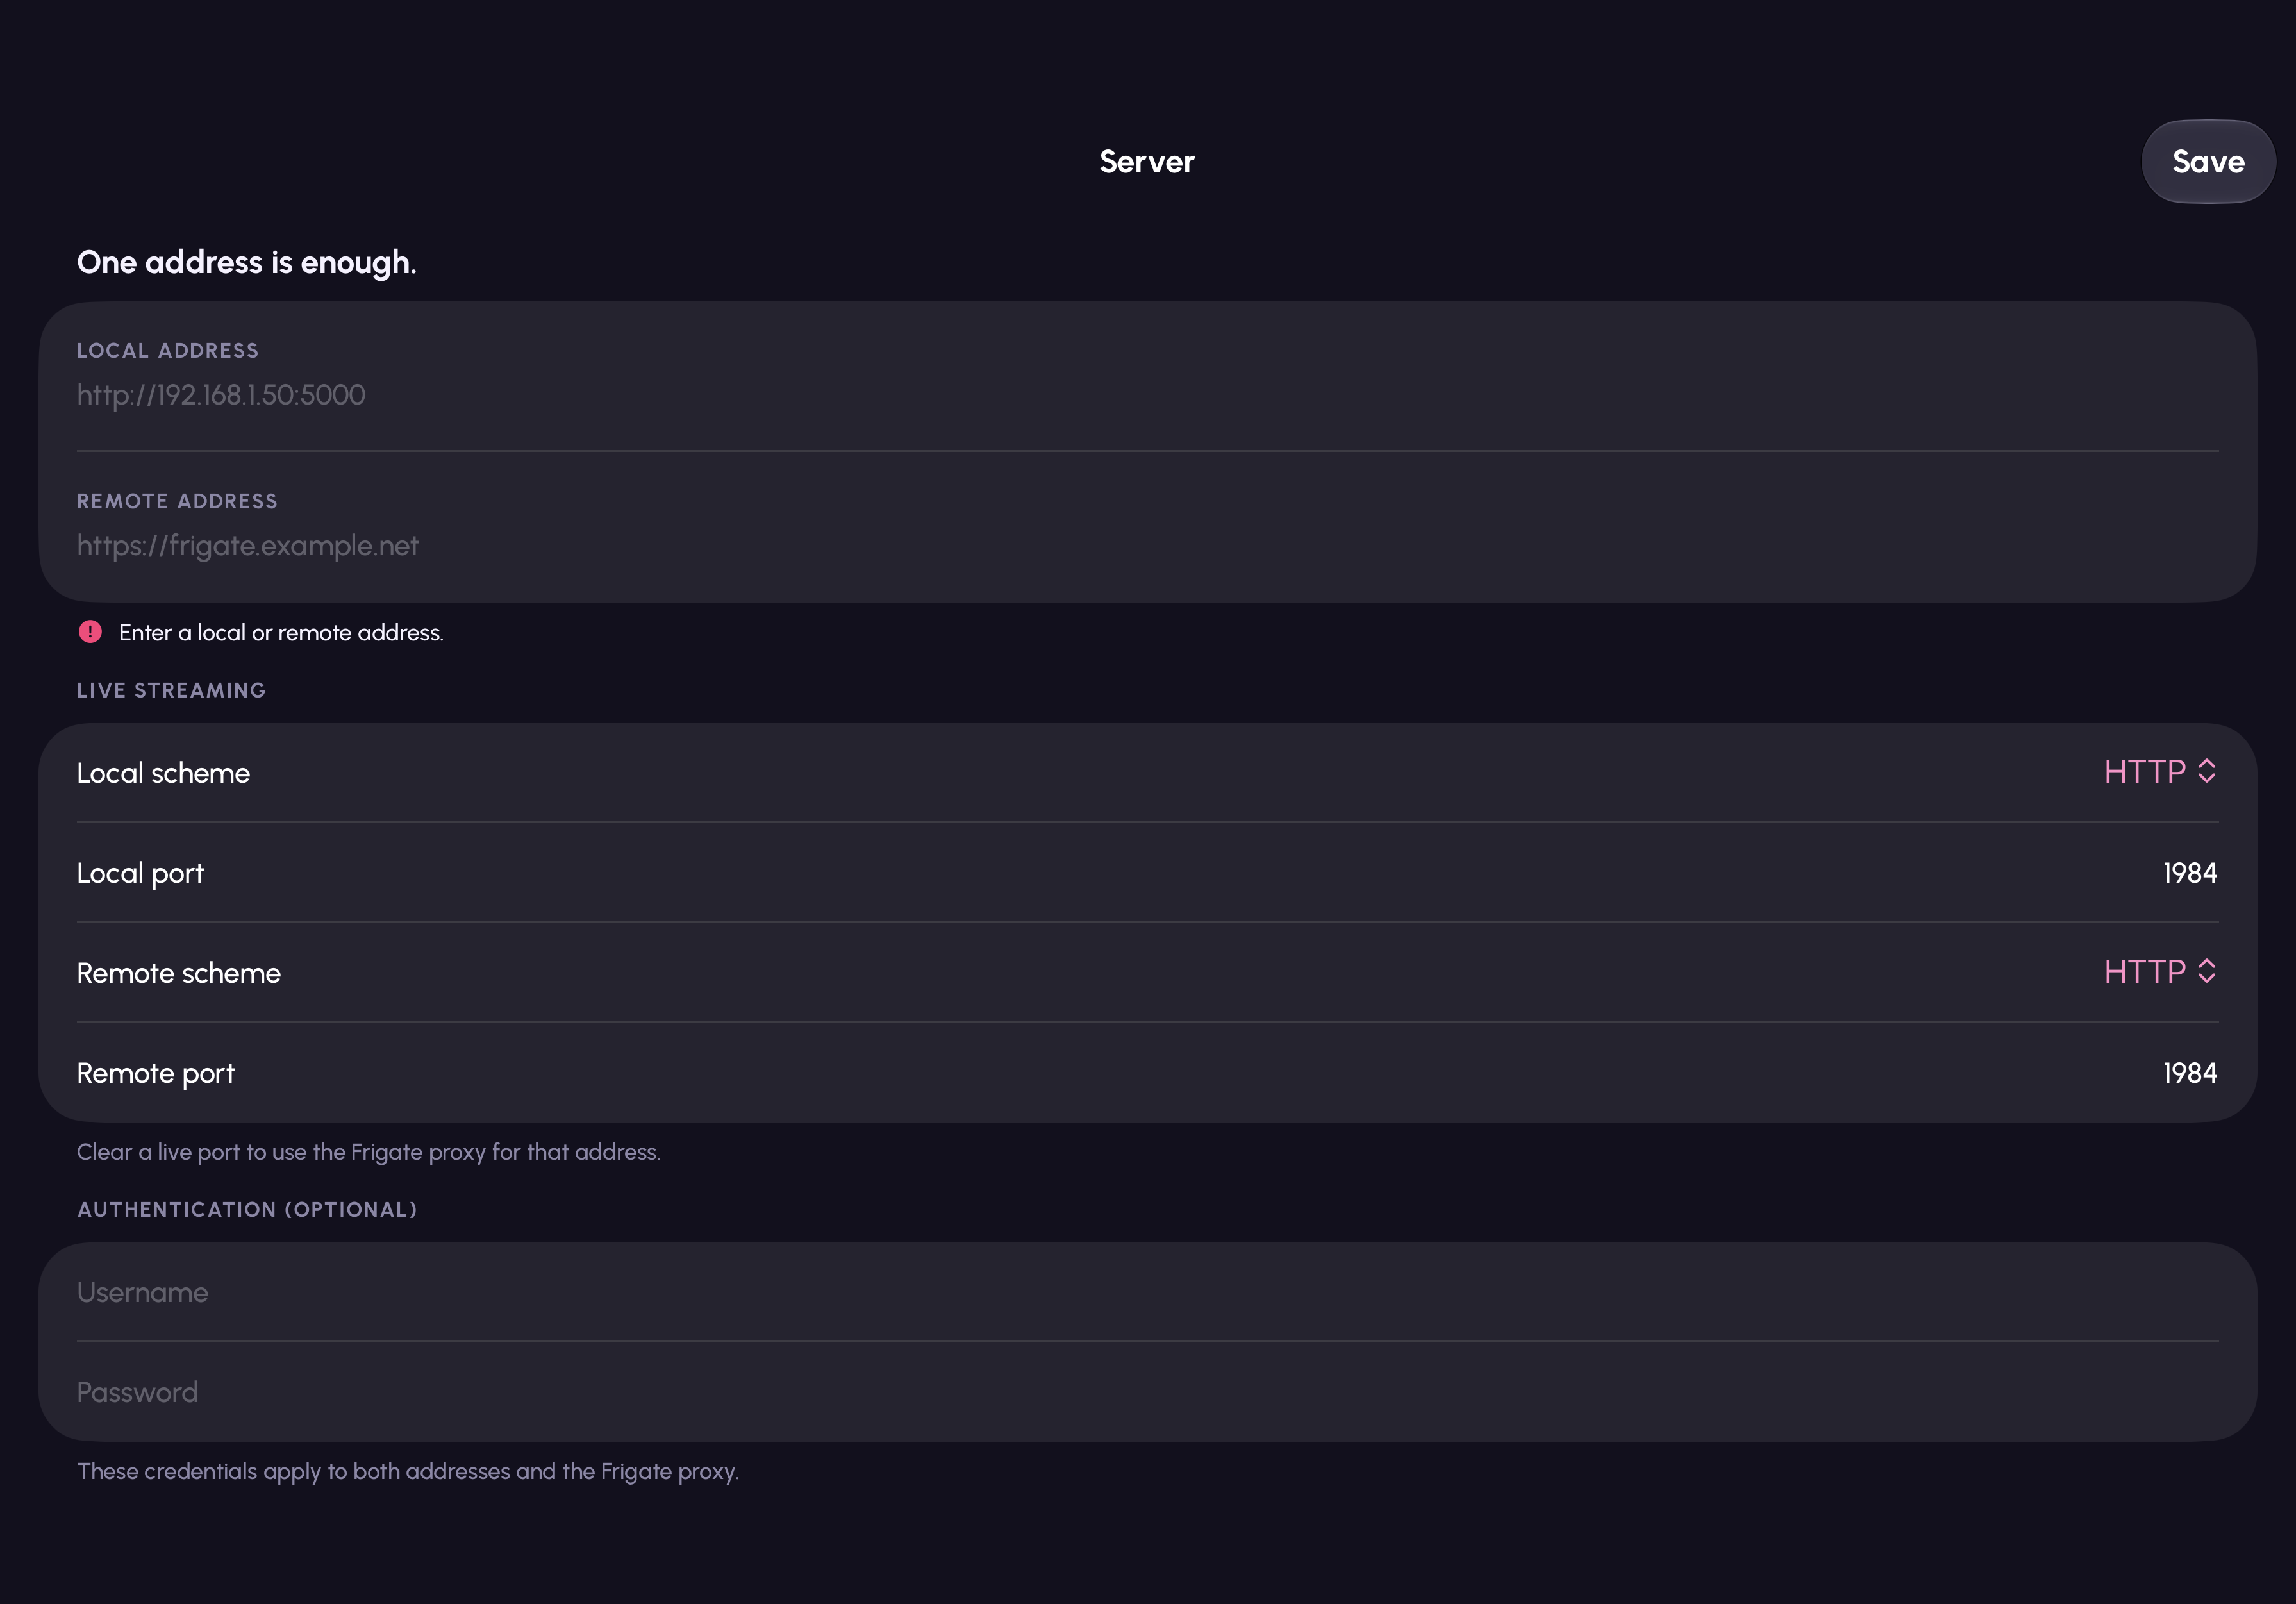 Server
Save
One address is enough.
LOCAL ADDRESS
http://192.168.1.50:5000
REMOTE ADDRESS
https://frigate.example.net
Enter a local or remote address.
LIVE STREAMING
Local scheme HTTP
Local port 1984
Remote scheme HTTP
Remote port 1984
Clear a live port to use the Frigate proxy for that address.
AUTHENTICATION (OPTIONAL)
Username
Password
These credentials apply to both addresses and the Frigate proxy.